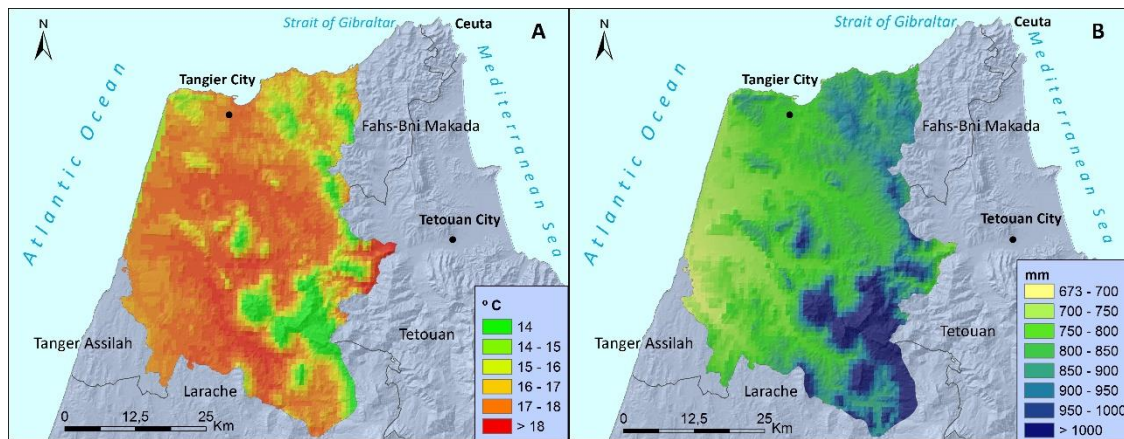 Strait of Gibraltar
Ceuta
A
N
Tangier City
Atlantic Ocean
Mediterranean Sea
Fahs-Bni Makada
Tetouan City
º C
14
14 - 15
15 - 16
16 - 17
17 - 18
> 18
Tetouan
Tanger Assilah
Larache
0 12,5 25
Km
Strait of Gibraltar
Ceuta
B
N
Tangier City
Atlantic Ocean
Mediterranean Sea
Fahs-Bni Makada
Tetouan City
mm
673 - 700
700 - 750
750 - 800
800 - 850
850 - 900
900 - 950
950 - 1000
> 1000
Tetouan
Tanger Assilah
Larache
0 12,5 25
Km